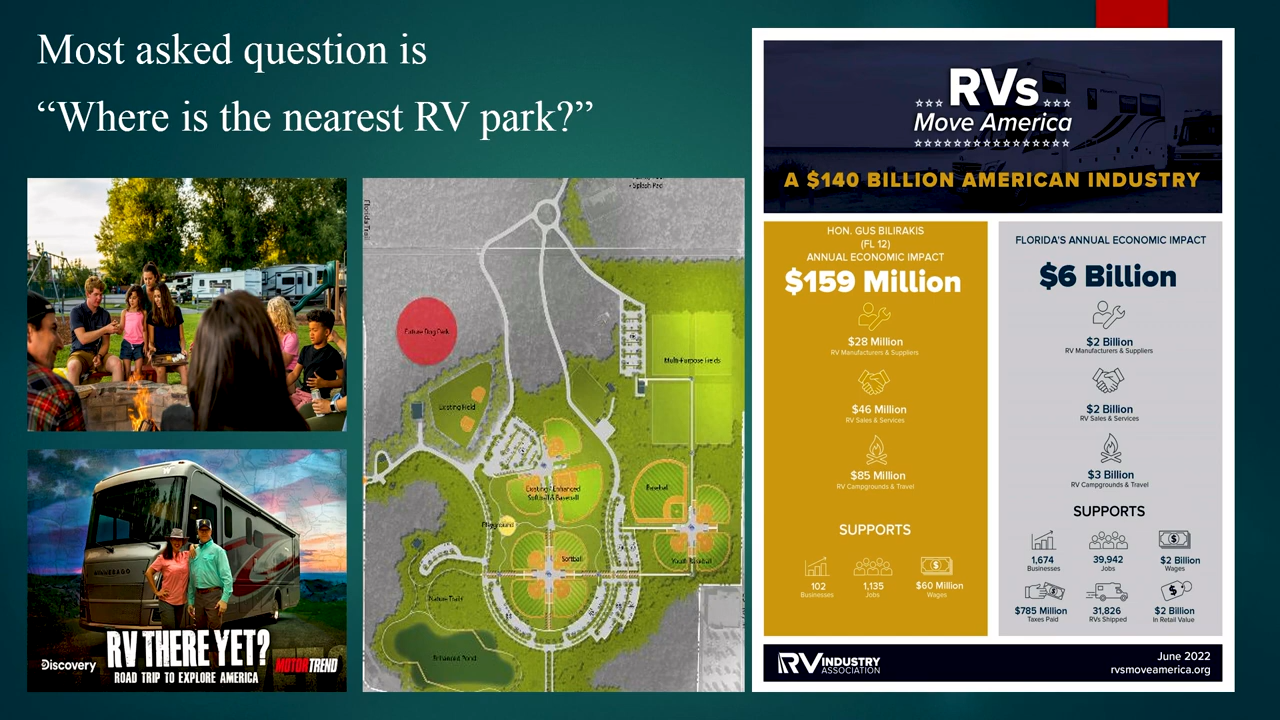 Most asked question is
“Where is the nearest RV park?”
• Splash Pad
Florida Trail
Future Dog Park
Multi-Purpose Fields
Existing Field
Existing / Enhanced
Softball & Baseball
Baseball
Playground
Softball
Youth Baseball
Nature Trails
Enhanced Pond
Discovery
RV THERE YET?
ROAD TRIP TO EXPLORE AMERICA
MOTORTREND
RVs
Move America
A $140 BILLION AMERICAN INDUSTRY
HON. GUS BILIRAKIS
(FL 12)
ANNUAL ECONOMIC IMPACT
$159 Million
$28 Million
RV Manufacturers & Suppliers
$46 Million
RV Sales & Services
$85 Million
RV Campgrounds & Travel
SUPPORTS
102
Businesses
1,135
Jobs
$60 Million
Wages
FLORIDA'S ANNUAL ECONOMIC IMPACT
$6 Billion
$2 Billion
RV Manufacturers & Suppliers
$2 Billion
RV Sales & Services
$3 Billion
RV Campgrounds & Travel
SUPPORTS
1,674
Businesses
39,942
Jobs
$2 Billion
Wages
$785 Million
Taxes Paid
31,826
RVs Shipped
$2 Billion
In Retail Value
RV INDUSTRY
ASSOCIATION
June 2022
rvsmoveamerica.org